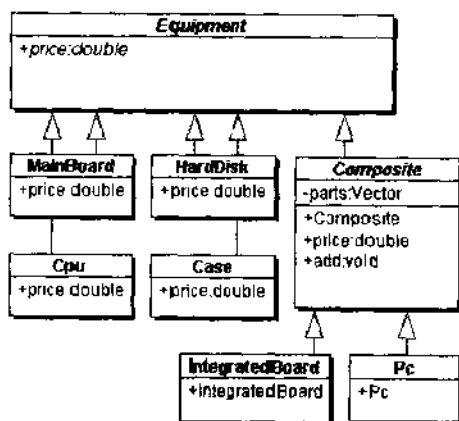 Equipment
+price:double
MainBoard
+price double
HardDisk
+price double
Composite
-parts:Vector
+Composite
+price:double
+add:void
Cpu
+price double
Case
+price.double
IntegratedBoard
+IntegratedBoard
Pc
+Pc